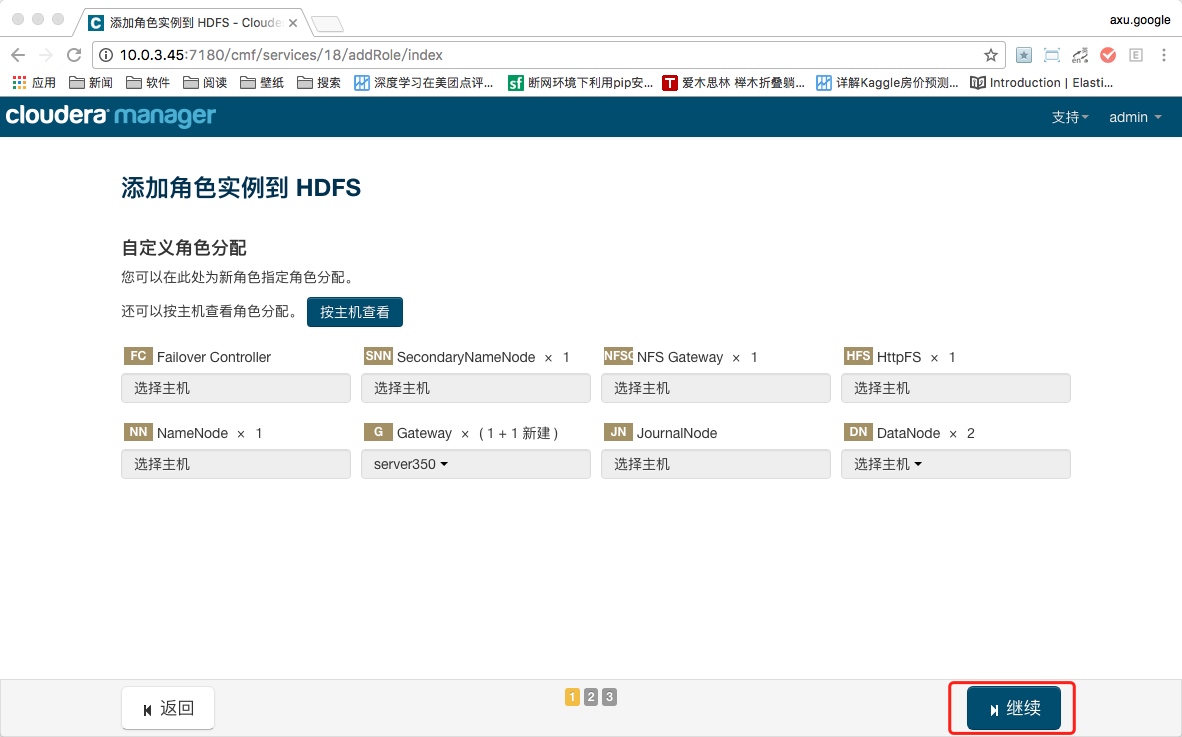 添加角色实例到 HDFS - Cloude
axu.google
10.0.3.45:7180/cmf/services/18/addRole/index
应用 新闻 软件 阅读 壁纸 搜索 深度学习在美团点评... sf 断网环境下利用pip安... T 爱木思林 榉木折叠躺... 详解Kaggle房价预测... Introduction | Elasti...
cloudera manager 支持 admin
添加角色实例到 HDFS
自定义角色分配
您可以在此处为新角色指定角色分配。
还可以按主机查看角色分配。 按主机查看
FC Failover Controller SNN SecondaryNameNode × 1 NFSG NFS Gateway × 1 HFS HttpFS × 1
选择主机 选择主机 选择主机 选择主机
NN NameNode × 1 G Gateway × ( 1 + 1 新建 ) JN JournalNode DN DataNode × 2
选择主机 server350 选择主机 选择主机
返回 1 2 3 继续